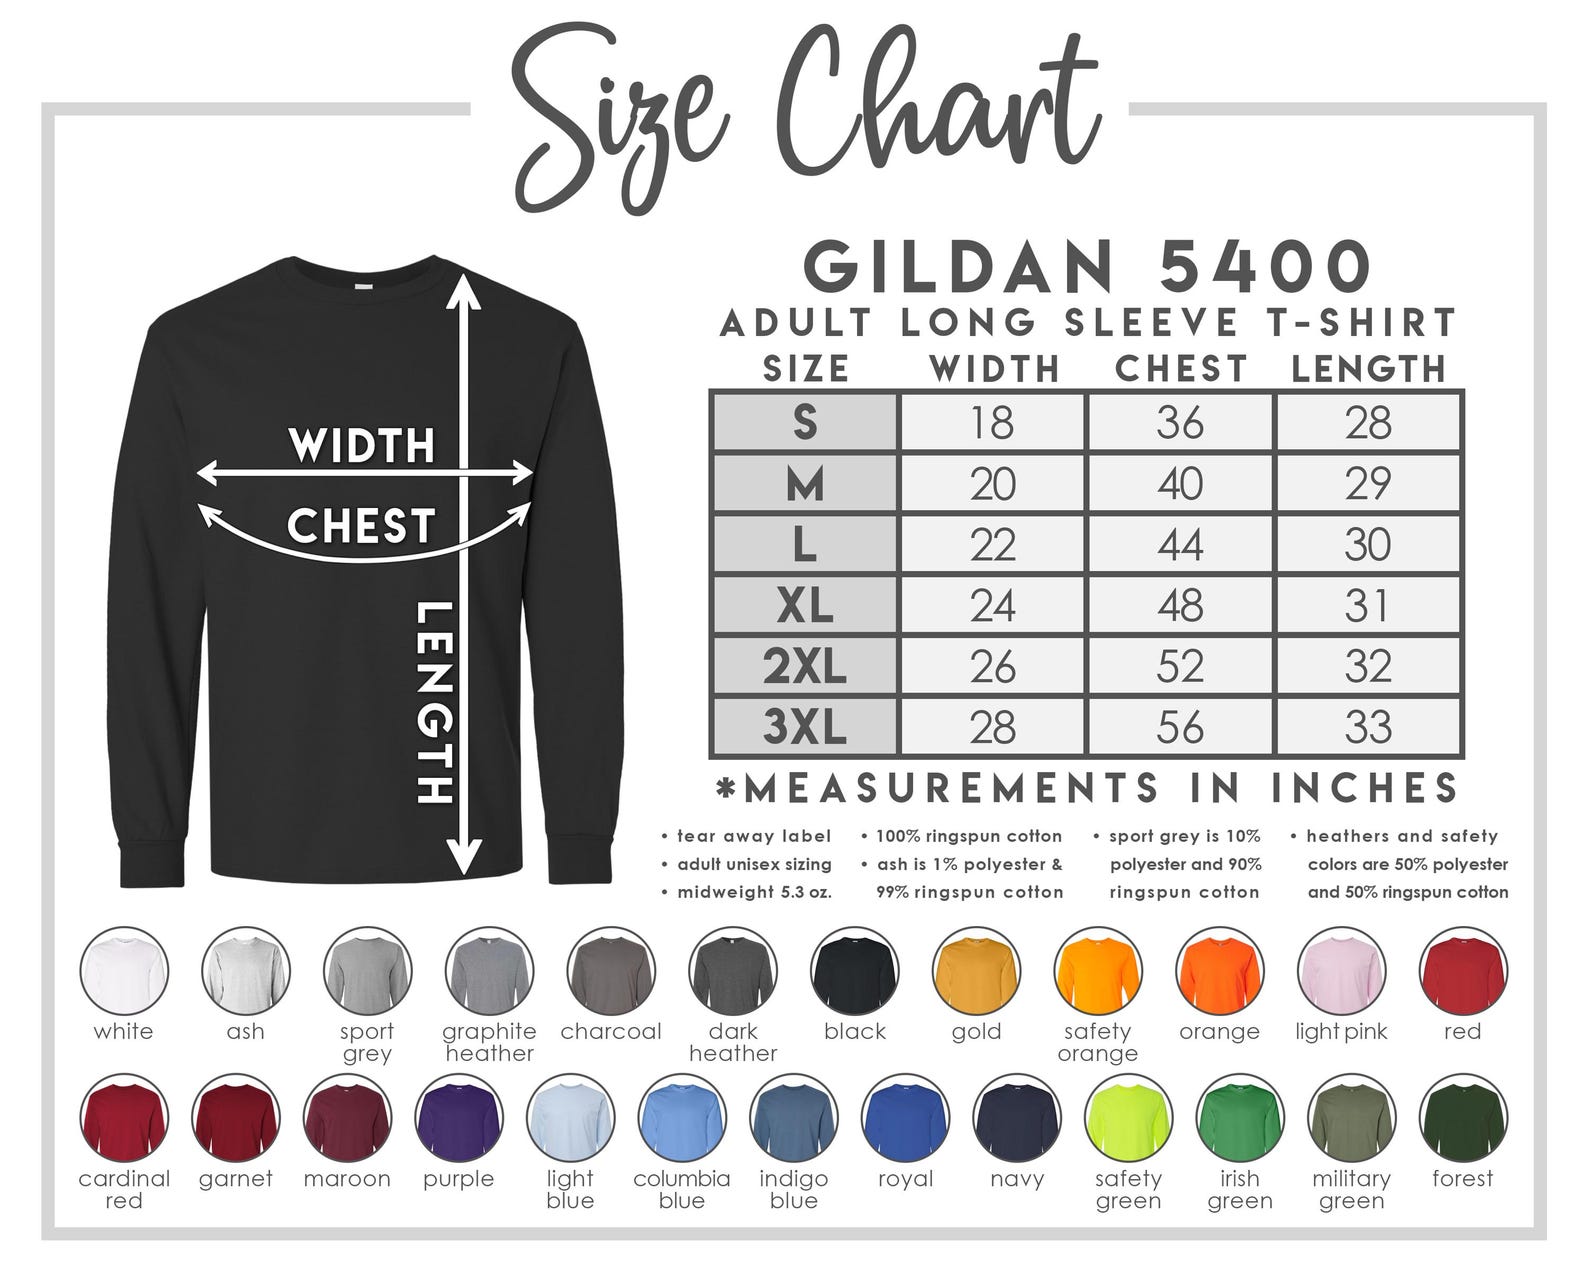 Size Chart
GILDAN 5400
ADULT LONG SLEEVE T-SHIRT
SIZE WIDTH CHEST LENGTH
S 18 36 28
M 20 40 29
L 22 44 30
XL 24 48 31
2XL 26 52 32
3XL 28 56 33
*MEASUREMENTS IN INCHES
WIDTH
CHEST
LENGTH
• tear away label
• adult unisex sizing
• midweight 5.3 oz.
• 100% ringspun cotton
• ash is 1% polyester &
99% ringspun cotton
• sport grey is 10%
polyester and 90%
ringspun cotton
• heathers and safety
colors are 50% polyester
and 50% ringspun cotton
white
ash
sport
grey
graphite
heather
charcoal
dark
heather
black
gold
safety
orange
orange
light pink
red
cardinal
red
garnet
maroon
purple
light
blue
columbia
blue
indigo
blue
royal
navy
safety
green
irish
green
military
green
forest